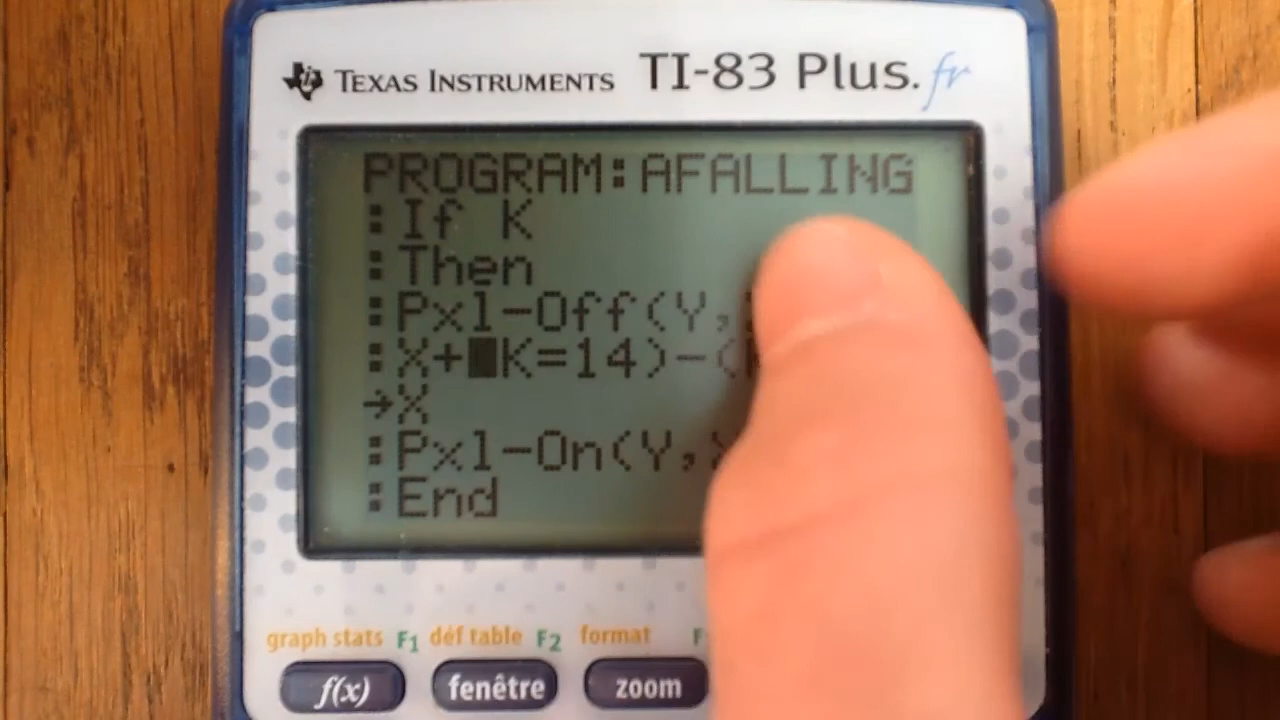 TEXAS INSTRUMENTS TI-83 Plus.fr
PROGRAM:AFALLING
:If K
:Then
:Pxl-Off(Y,
:X+ K=14)-(
→X
:Pxl-On(Y,X
:End
graph stats F1 déf table F2 format F
f(x) fenêtre zoom